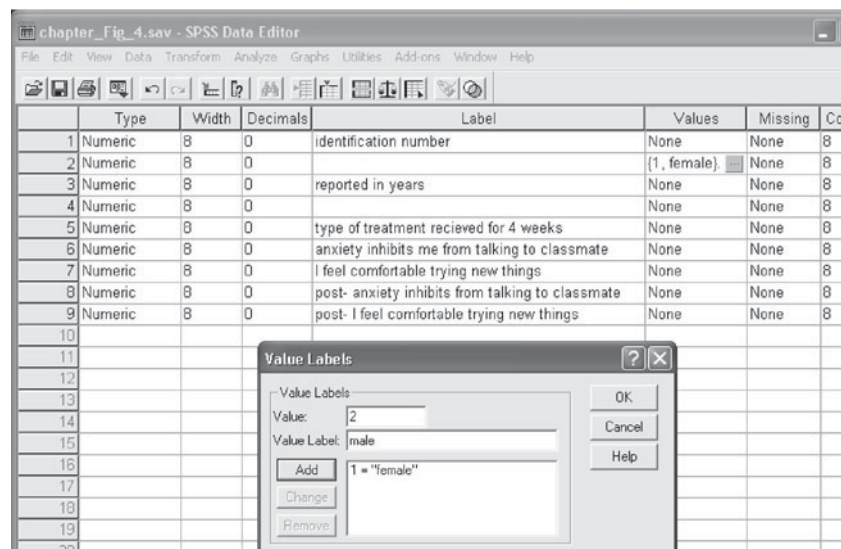 chapter_Fig_4.sav - SPSS Data Editor
File Edit View Data Transform Analyze Graphs Utilities Add-ons Window Help
Type Width Decimals Label Values Missing Co
1 Numeric 8 0 identification number None None 8
2 Numeric 8 0 {1, female}. ... None 8
3 Numeric 8 0 reported in years None None 8
4 Numeric 8 0 None None 8
5 Numeric 8 0 type of treatment recieved for 4 weeks None None 8
6 Numeric 8 0 anxiety inhibits me from talking to classmate None None 8
7 Numeric 8 0 I feel comfortable trying new things None None 8
8 Numeric 8 0 post- anxiety inhibits from talking to classmate None None 8
9 Numeric 8 0 post- I feel comfortable trying new things None None 8
10
11
12
13
14
15
16
17
18
19
Value Labels
Value Labels
Value: 2
Value Label: male
Add
Change
Remove
1 = "female"
OK
Cancel
Help